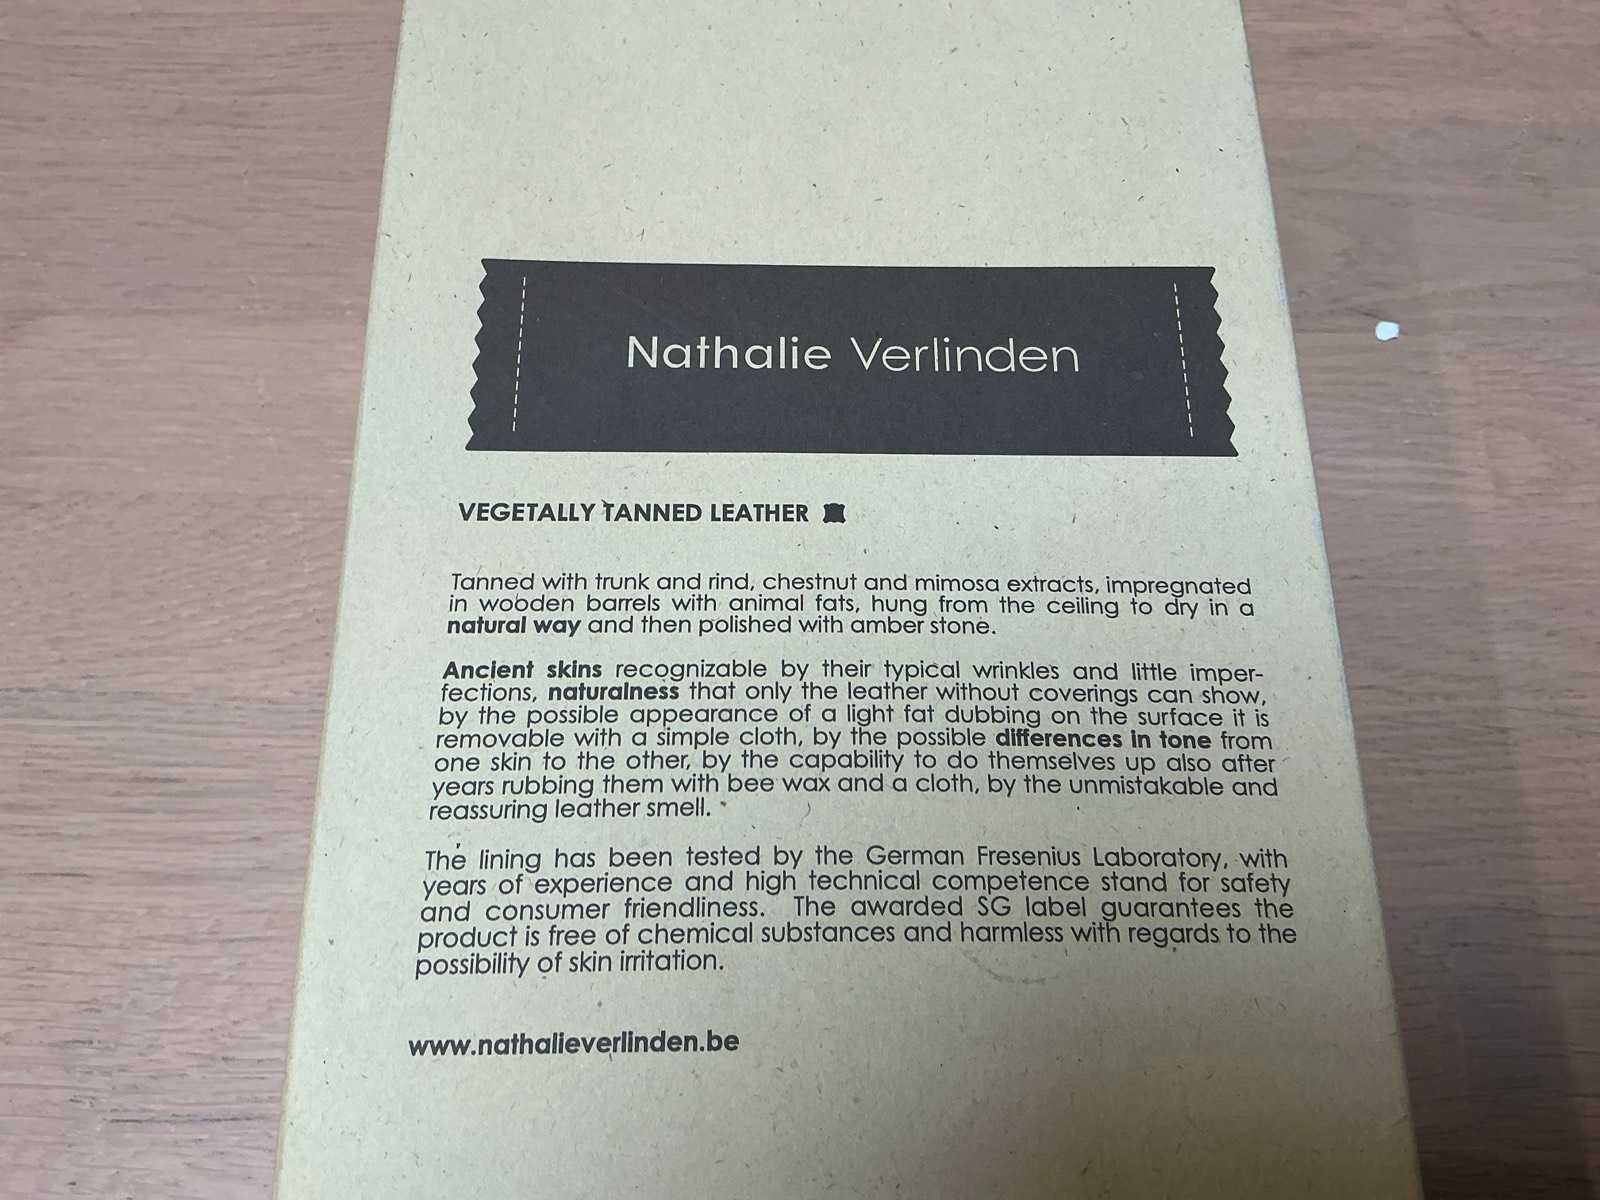 Nathalie Verlinden
VEGETALLY TANNED LEATHER
Tanned with trunk and rind, chestnut and mimosa extracts, impregnated
in wooden barrels with animal fats, hung from the ceiling to dry in a
natural way and then polished with amber stone.
Ancient skins recognizable by their typical wrinkles and little imper-
fections, naturalness that only the leather without coverings can show,
by the possible appearance of a light fat dubbing on the surface it is
removable with a simple cloth, by the possible differences in tone from
one skin to the other, by the capability to do themselves up also after
years rubbing them with bee wax and a cloth, by the unmistakable and
reassuring leather smell.
The lining has been tested by the German Fresenius Laboratory, with
years of experience and high technical competence stand for safety
and consumer friendliness. The awarded SG label guarantees the
product is free of chemical substances and harmless with regards to the
possibility of skin irritation.
www.nathalieverlinden.be